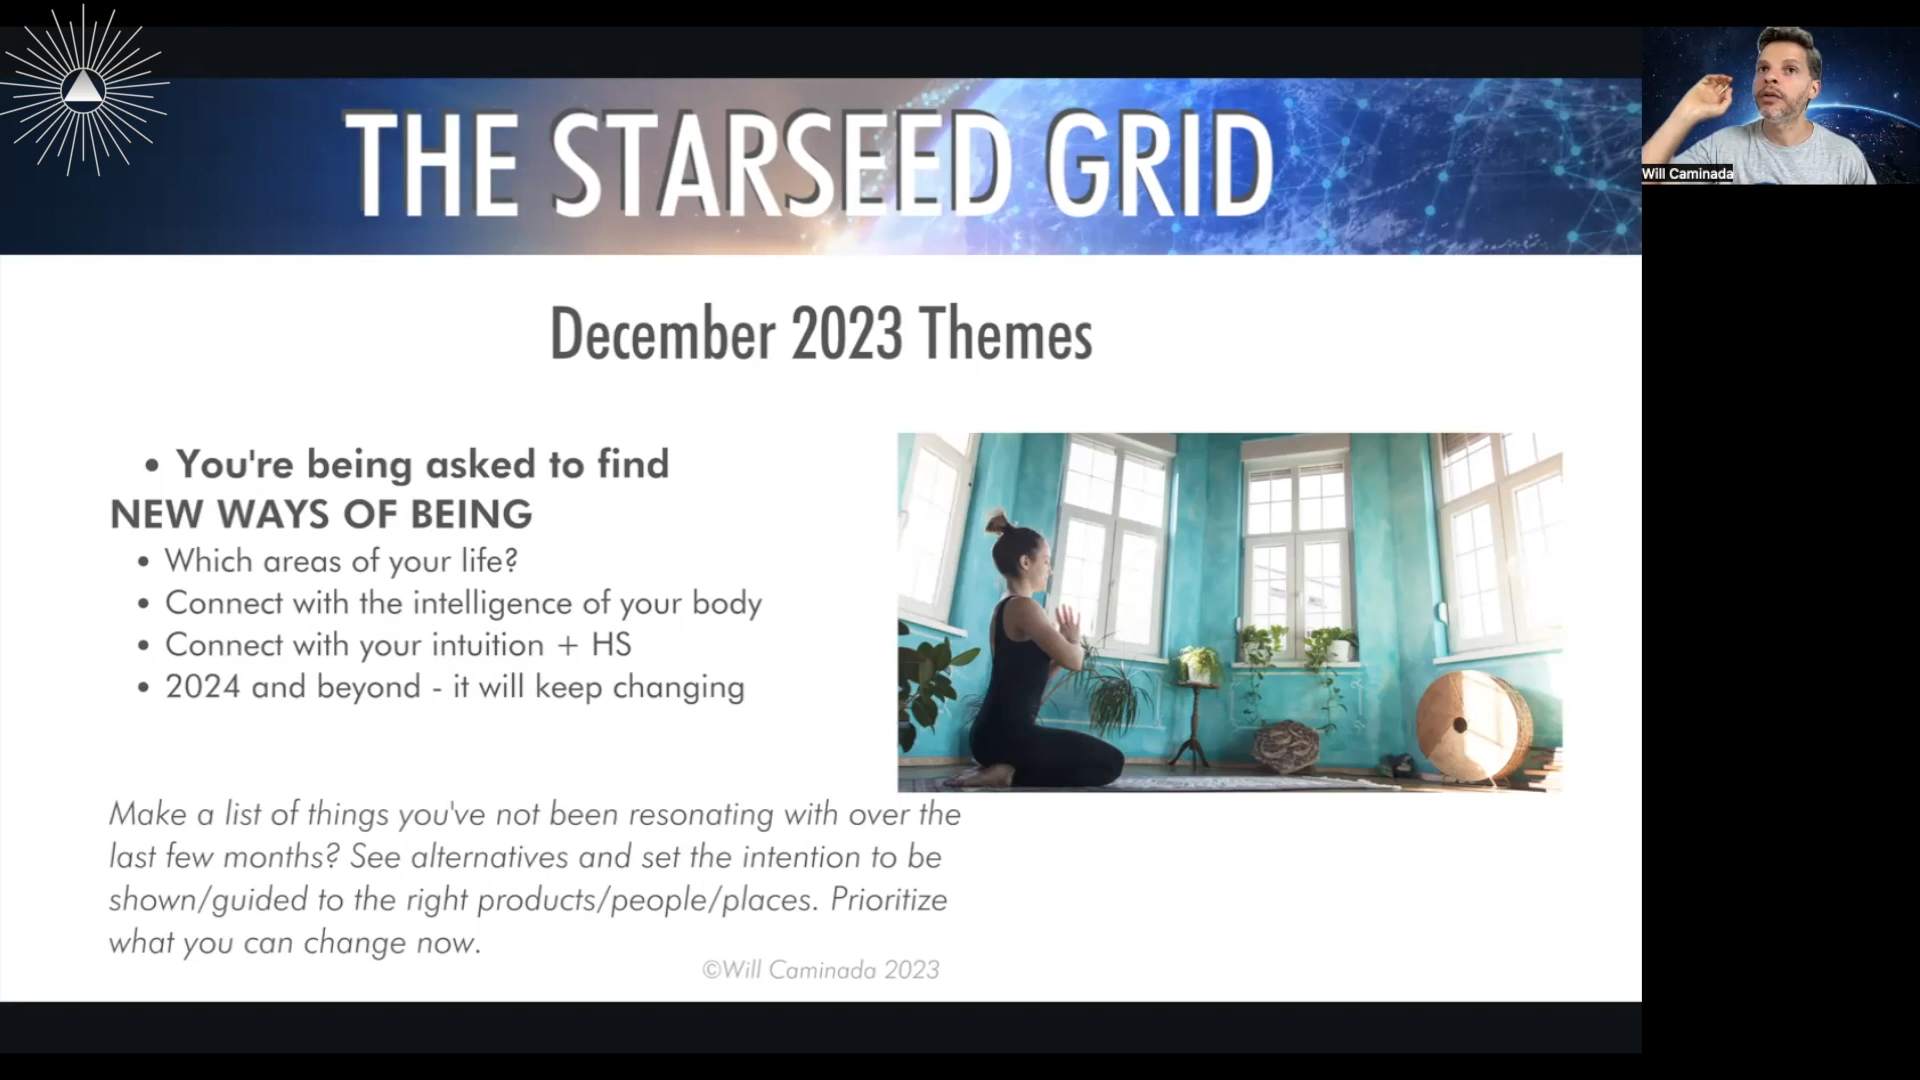 THE STARSEED GRID
Will Caminada
December 2023 Themes
• You're being asked to find
NEW WAYS OF BEING
• Which areas of your life?
• Connect with the intelligence of your body
• Connect with your intuition + HS
• 2024 and beyond - it will keep changing
Make a list of things you've not been resonating with over the
last few months? See alternatives and set the intention to be
shown/guided to the right products/people/places. Prioritize
what you can change now.
©Will Caminada 2023